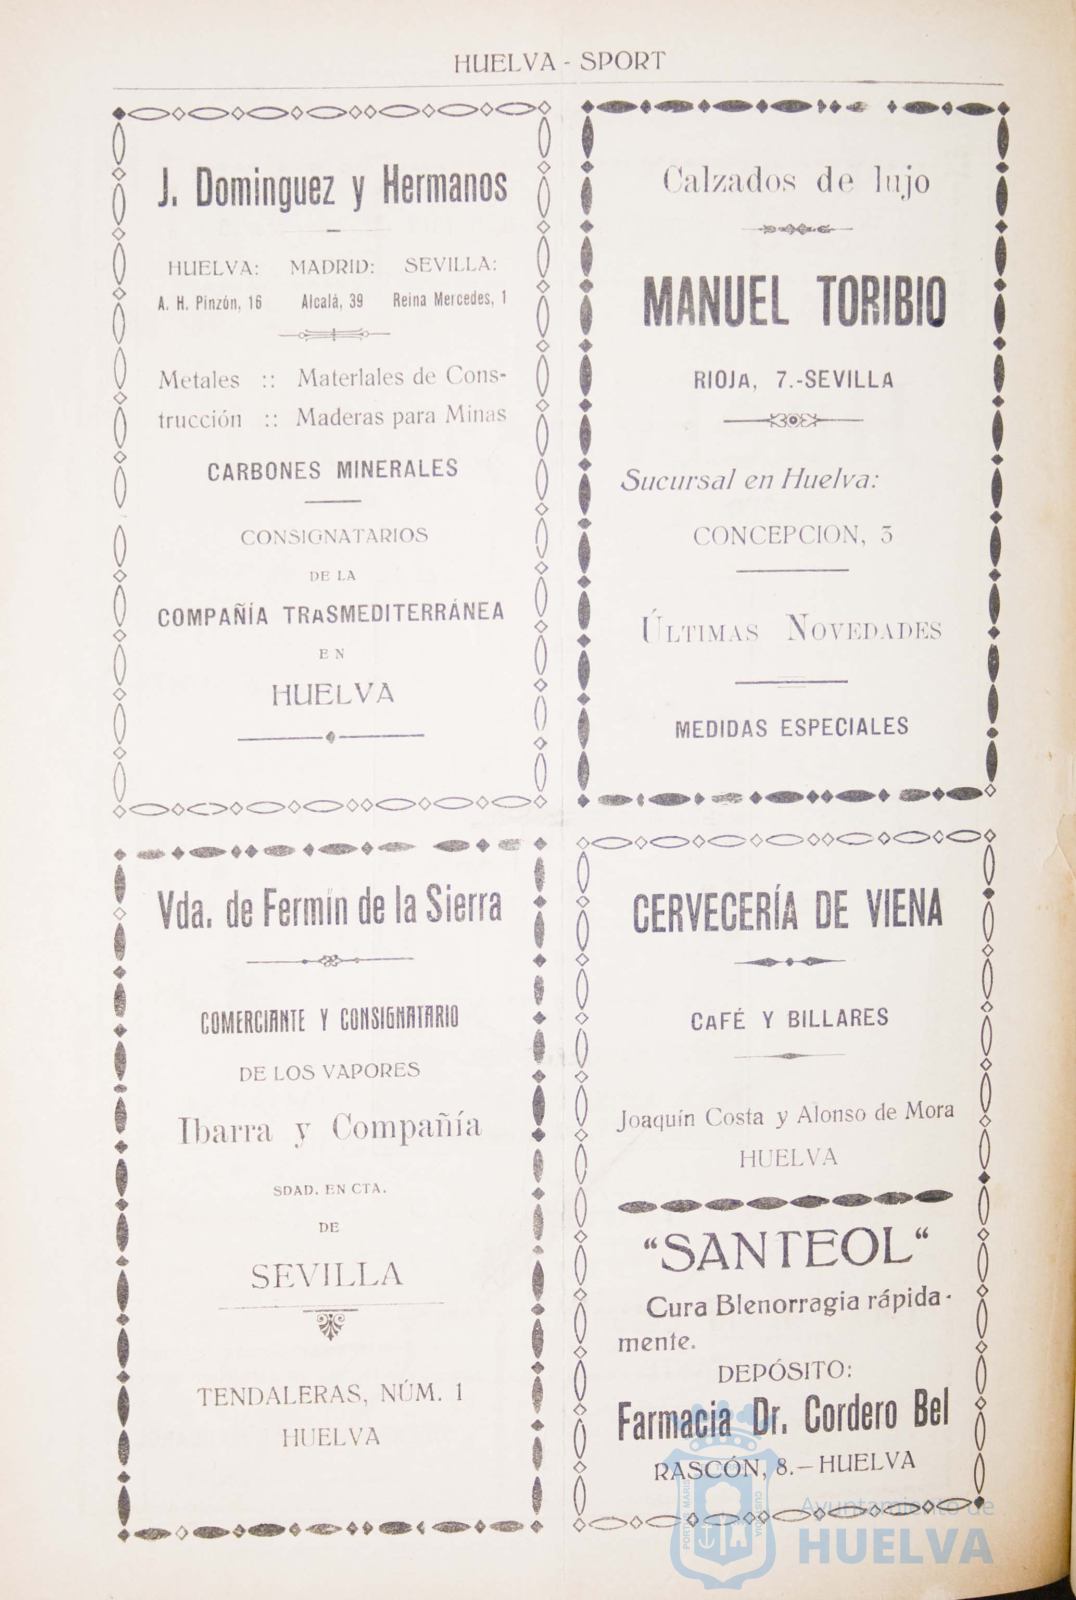 HUELVA - SPORT
J. Dominguez y Hermanos
HUELVA: MADRID: SEVILLA:
A. H. Pinzón, 16 Alcalá, 39 Reina Mercedes, 1
Metales :: Materlales de Cons-
trucción :: Maderas para Minas
CARBONES MINERALES
CONSIGNATARIOS
DE LA
COMPAÑÍA TRASMEDITERRÁNEA
EN
HUELVA
Calzados de lujo
MANUEL TORIBIO
RIOJA, 7.-SEVILLA
Sucursal en Huelva:
CONCEPCION, 3
ÚLTIMAS NOVEDADES
MEDIDAS ESPECIALES
Vda. de Fermín de la Sierra
COMERCIANTE Y CONSIGNATARIO
DE LOS VAPORES
Ibarra y Compañía
SDAD. EN CTA.
DE
SEVILLA
TENDALERAS, NÚM. 1
HUELVA
CERVECERÍA DE VIENA
CAFÉ Y BILLARES
Joaquín Costa y Alonso de Mora
HUELVA
"SANTEOL"
Cura Blenorragia rápida-
mente.
DEPÓSITO:
Farmacia Dr. Cordero Bel
RASCÓN, 8.-HUELVA
Ayuntamiento de
HUELVA